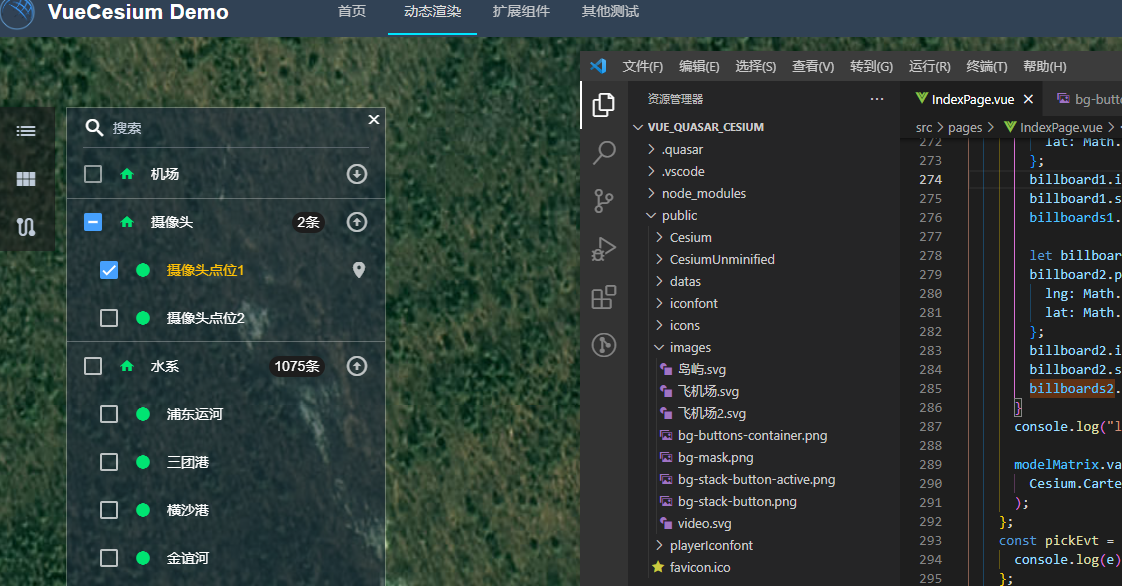 VueCesium Demo
首页
动态渲染
扩展组件
其他测试
搜索
机场
摄像头
2条
摄像头点位1
摄像头点位2
水系
1075条
浦东运河
三团港
横沙港
金谊河
文件(F) 编辑(E) 选择(S) 查看(V) 转到(G) 运行(R) 终端(T) 帮助(H)
资源管理器
VUE_QUASAR_CESIUM
.quasar
.vscode
node_modules
public
Cesium
CesiumUnminified
datas
iconfont
icons
images
岛屿.svg
飞机场.svg
飞机场2.svg
bg-buttons-container.png
bg-mask.png
bg-stack-button-active.png
bg-stack-button.png
video.svg
playerIconfont
favicon.ico
IndexPage.vue
bg-butto
src > pages > IndexPage.vue >
272 lat: Math.
273 };
274 billboard1.i
275 billboard1.s
276 billboards1.
277
278 let billboar
279 billboard2.p
280 lng: Math.
281 lat: Math.
282 };
283 billboard2.i
284 billboard2.s
285 billboards2.
286 }
287 console.log("l
288
289 modelMatrix.va
290 Cesium.Carte
291 );
292 };
293 const pickEvt =
294 console.log(e)
295 };